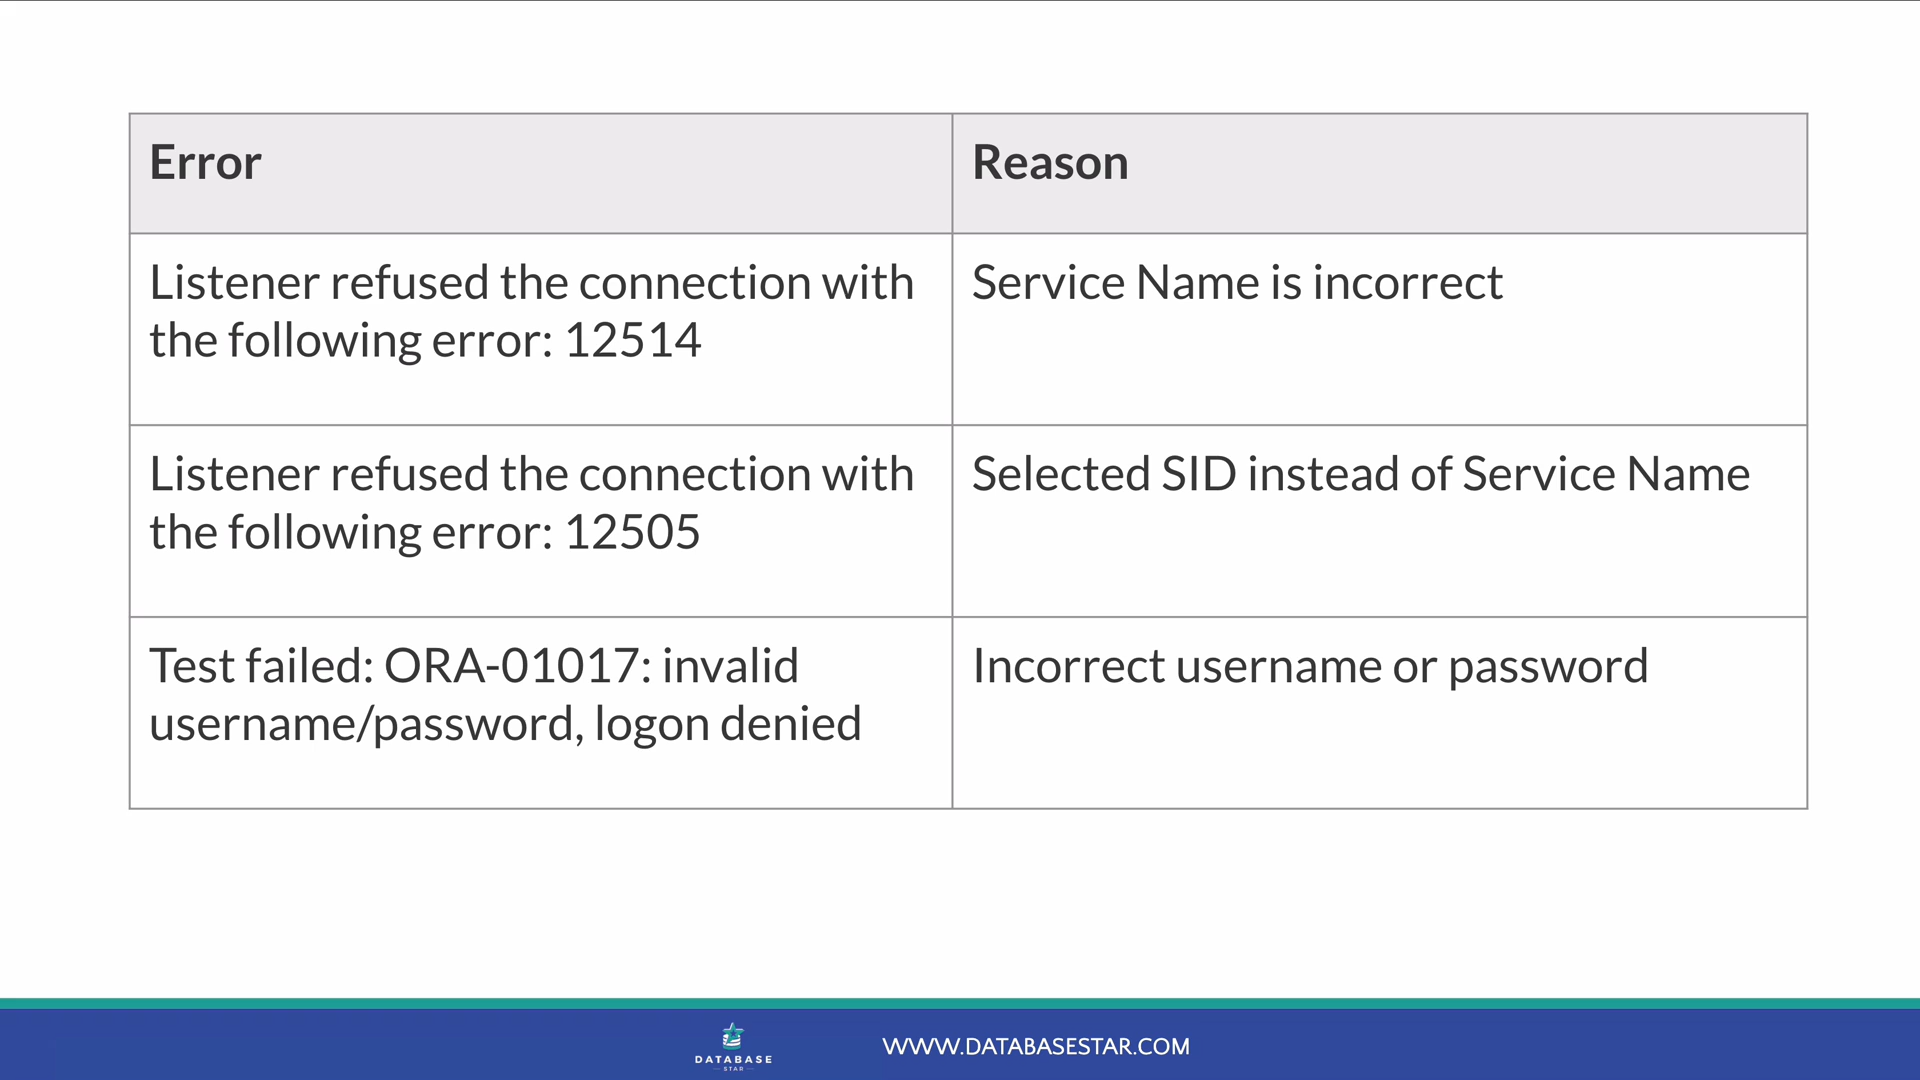 Error
Reason
Listener refused the connection with
the following error: 12514
Service Name is incorrect
Listener refused the connection with
the following error: 12505
Selected SID instead of Service Name
Test failed: ORA-01017: invalid
username/password, logon denied
Incorrect username or password
DATABASE
STAR
WWW.DATABASESTAR.COM